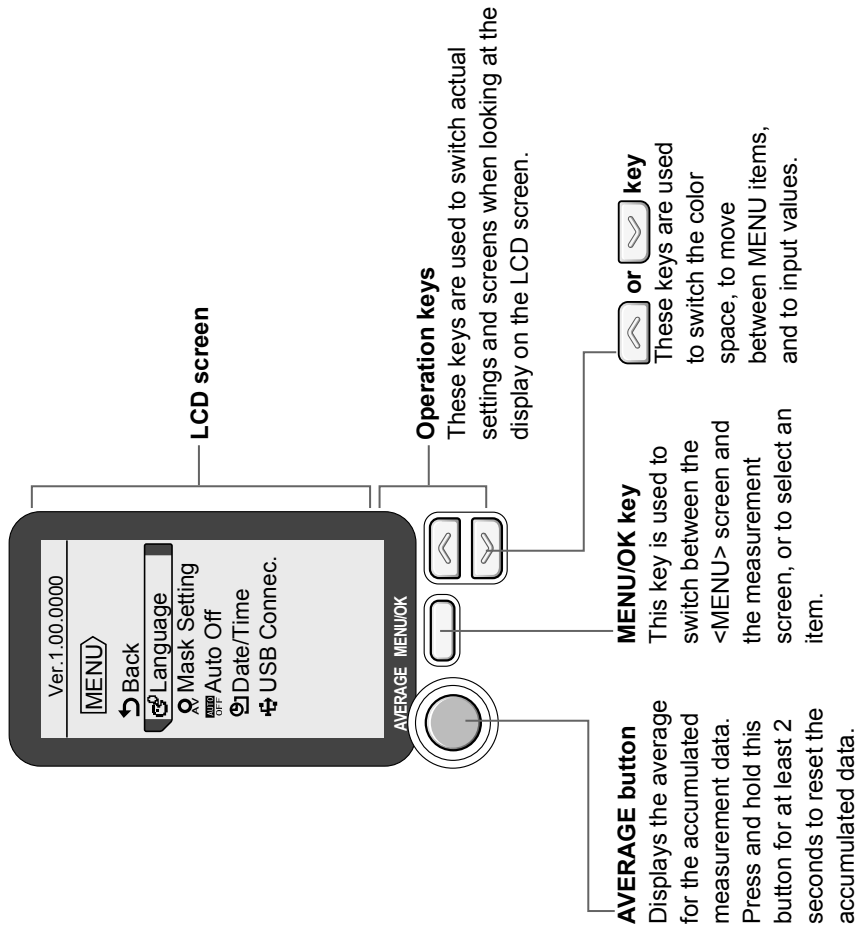 Ver.1.00.0000
MENU
Back
Language
Mask Setting
AUTO OFF Auto Off
Date/Time
USB Connec.
AVERAGE MENU/OK
LCD screen
Operation keys
These keys are used to switch actual
settings and screens when looking at the
display on the LCD screen.
AVERAGE button
Displays the average
for the accumulated
measurement data.
Press and hold this
button for at least 2
seconds to reset the
accumulated data.
MENU/OK key
This key is used to
switch between the
<MENU> screen and
the measurement
screen, or to select an
item.
or key
These keys are used
to switch the color
space, to move
between MENU items,
and to input values.